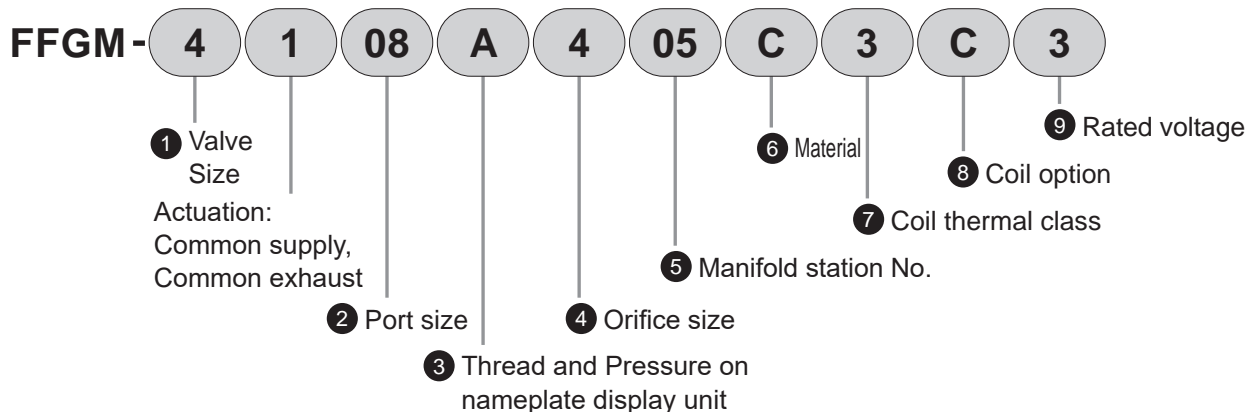 FFGM- 4 1 08 A 4 05 C 3 C 3
1 Valve
Size
Actuation:
Common supply,
Common exhaust
2 Port size
3 Thread and Pressure on
nameplate display unit
4 Orifice size
5 Manifold station No.
6 Material
7 Coil thermal class
8 Coil option
9 Rated voltage